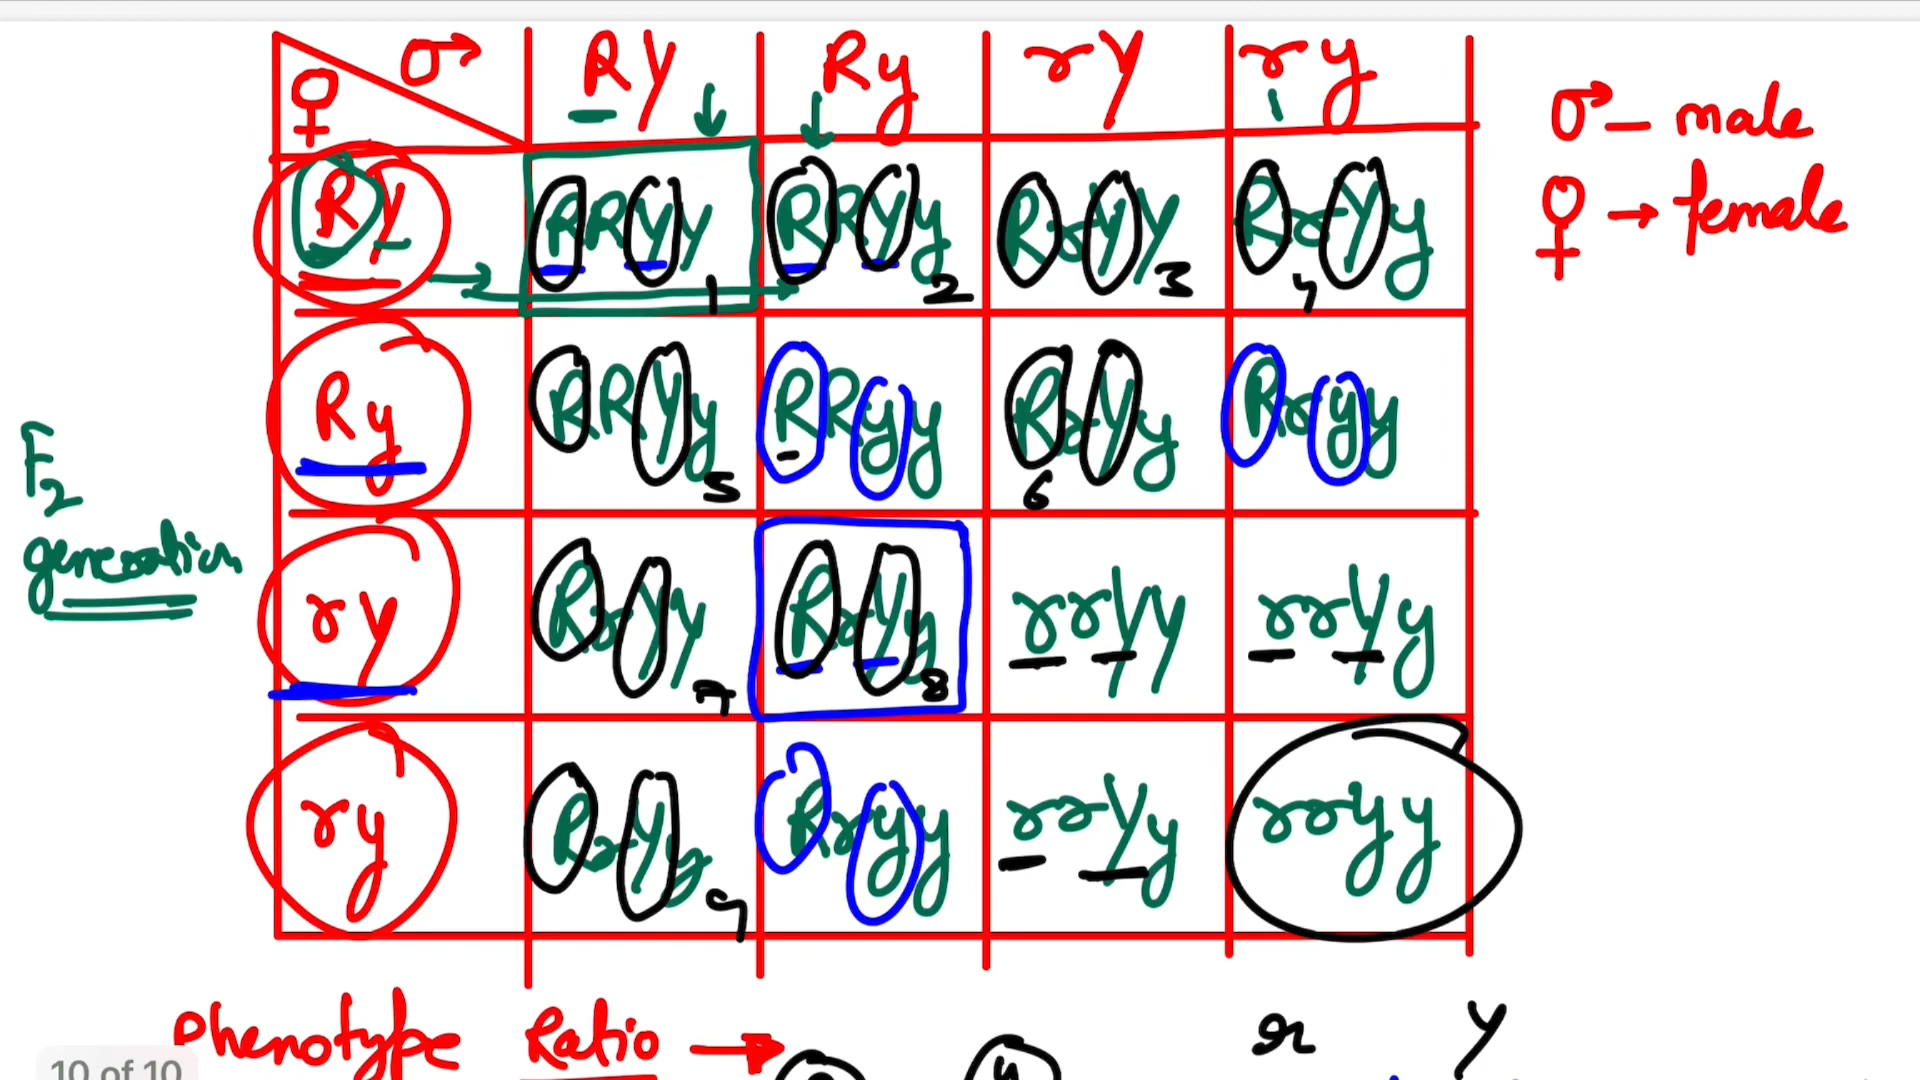 ♀ ♂ RY Ry rY ry
♂ – male
♀ → female
RY RRYY 1 RRYy 2 RrYY 3 RrYy 4
Ry RRYy 5 RRyy RrYy 6 Rryy
F2 generation
rY RrYY 7 RrYy 8 rrYY rrYy
ry RrYy 9 Rryy rrYy rryy
Phenotype Ratio →
r Y
10 of 10